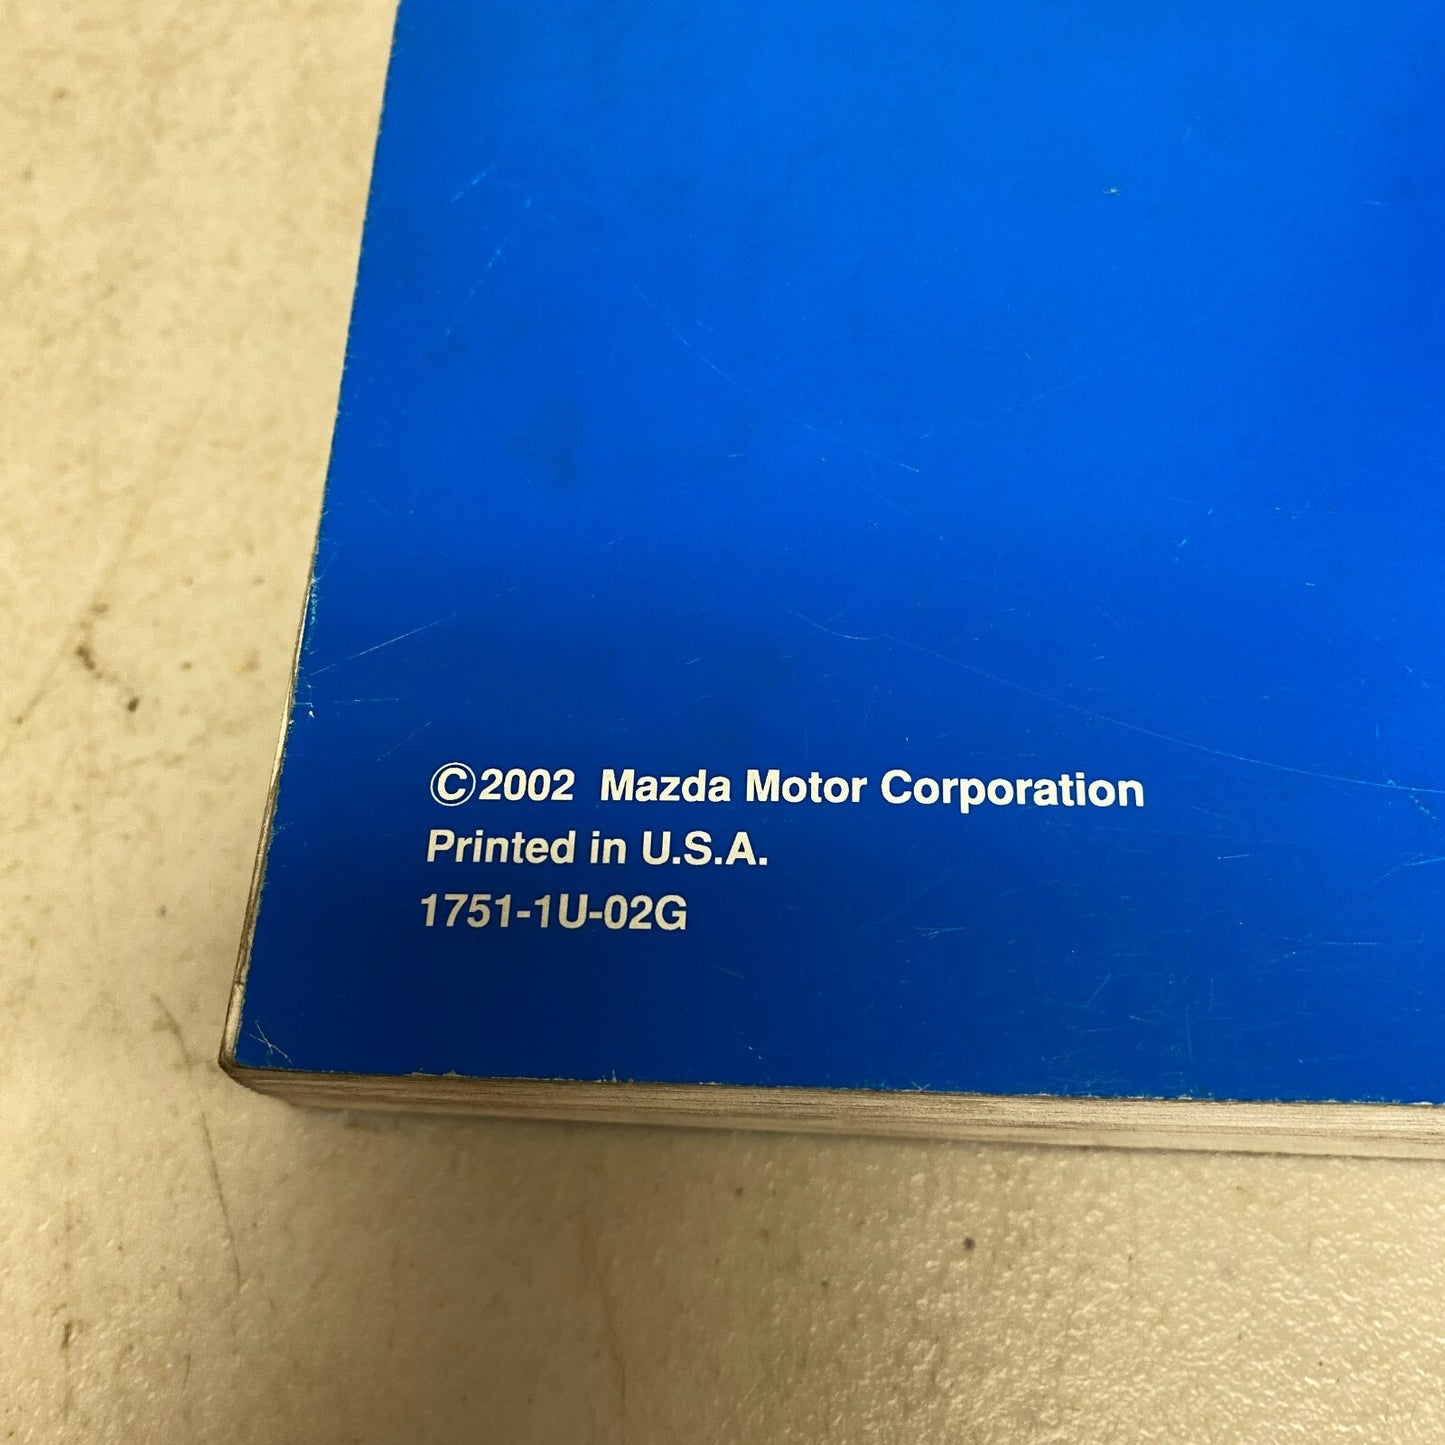 ©2002 Mazda Motor Corporation
Printed in U.S.A.
1751-1U-02G